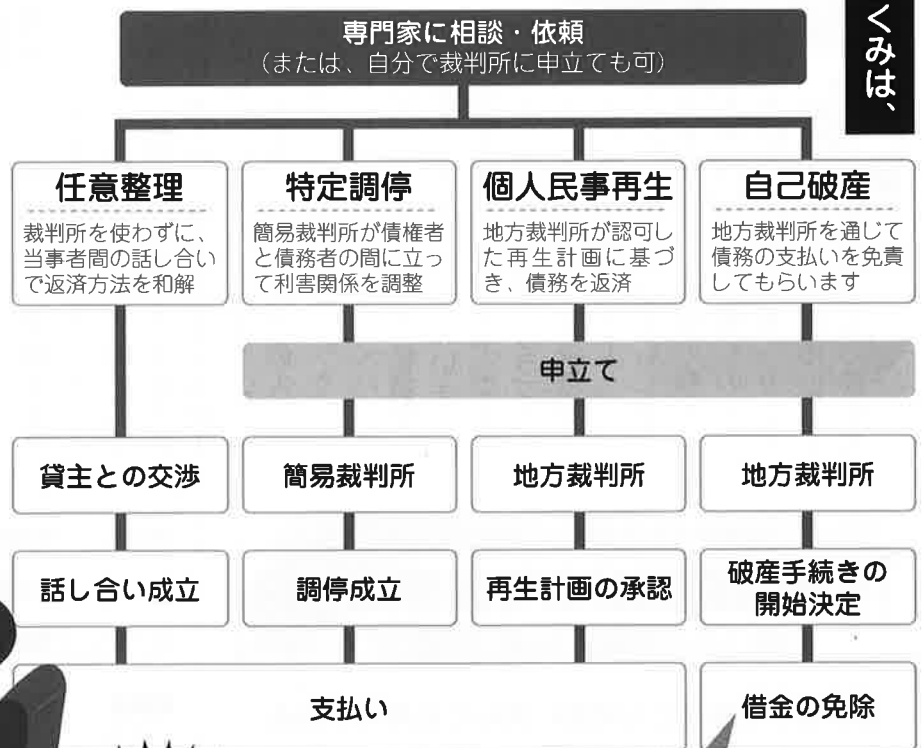 くみは、
専門家に相談・依頼
（または、自分で裁判所に申立ても可）
任意整理
裁判所を使わずに、
当事者間の話し合い
で返済方法を和解
特定調停
簡易裁判所が債権者
と債務者の間に立っ
て利害関係を調整
個人民事再生
地方裁判所が認可し
た再生計画に基づ
き、債務を返済
自己破産
地方裁判所を通じて
債務の支払いを免責
してもらいます
申立て
貸主との交渉
簡易裁判所
地方裁判所
地方裁判所
話し合い成立
調停成立
再生計画の承認
破産手続きの
開始決定
支払い
借金の免除